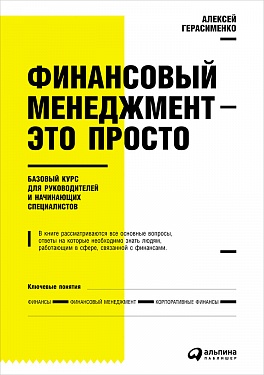 АЛЕКСЕЙ
ГЕРАСИМЕНКО
ФИНАНСОВЫЙ
МЕНЕДЖМЕНТ –
ЭТО ПРОСТО
БАЗОВЫЙ КУРС
ДЛЯ РУКОВОДИТЕЛЕЙ
И НАЧИНАЮЩИХ
СПЕЦИАЛИСТОВ
В книге рассматриваются все основные вопросы,
ответы на которые необходимо знать людям,
работающим в сфере, связанной с финансами.
Ключевые понятия
ФИНАНСЫ ФИНАНСОВЫЙ МЕНЕДЖМЕНТ КОРПОРАТИВНЫЕ ФИНАНСЫ
АЛЬПИНА
ПАБЛИШЕР